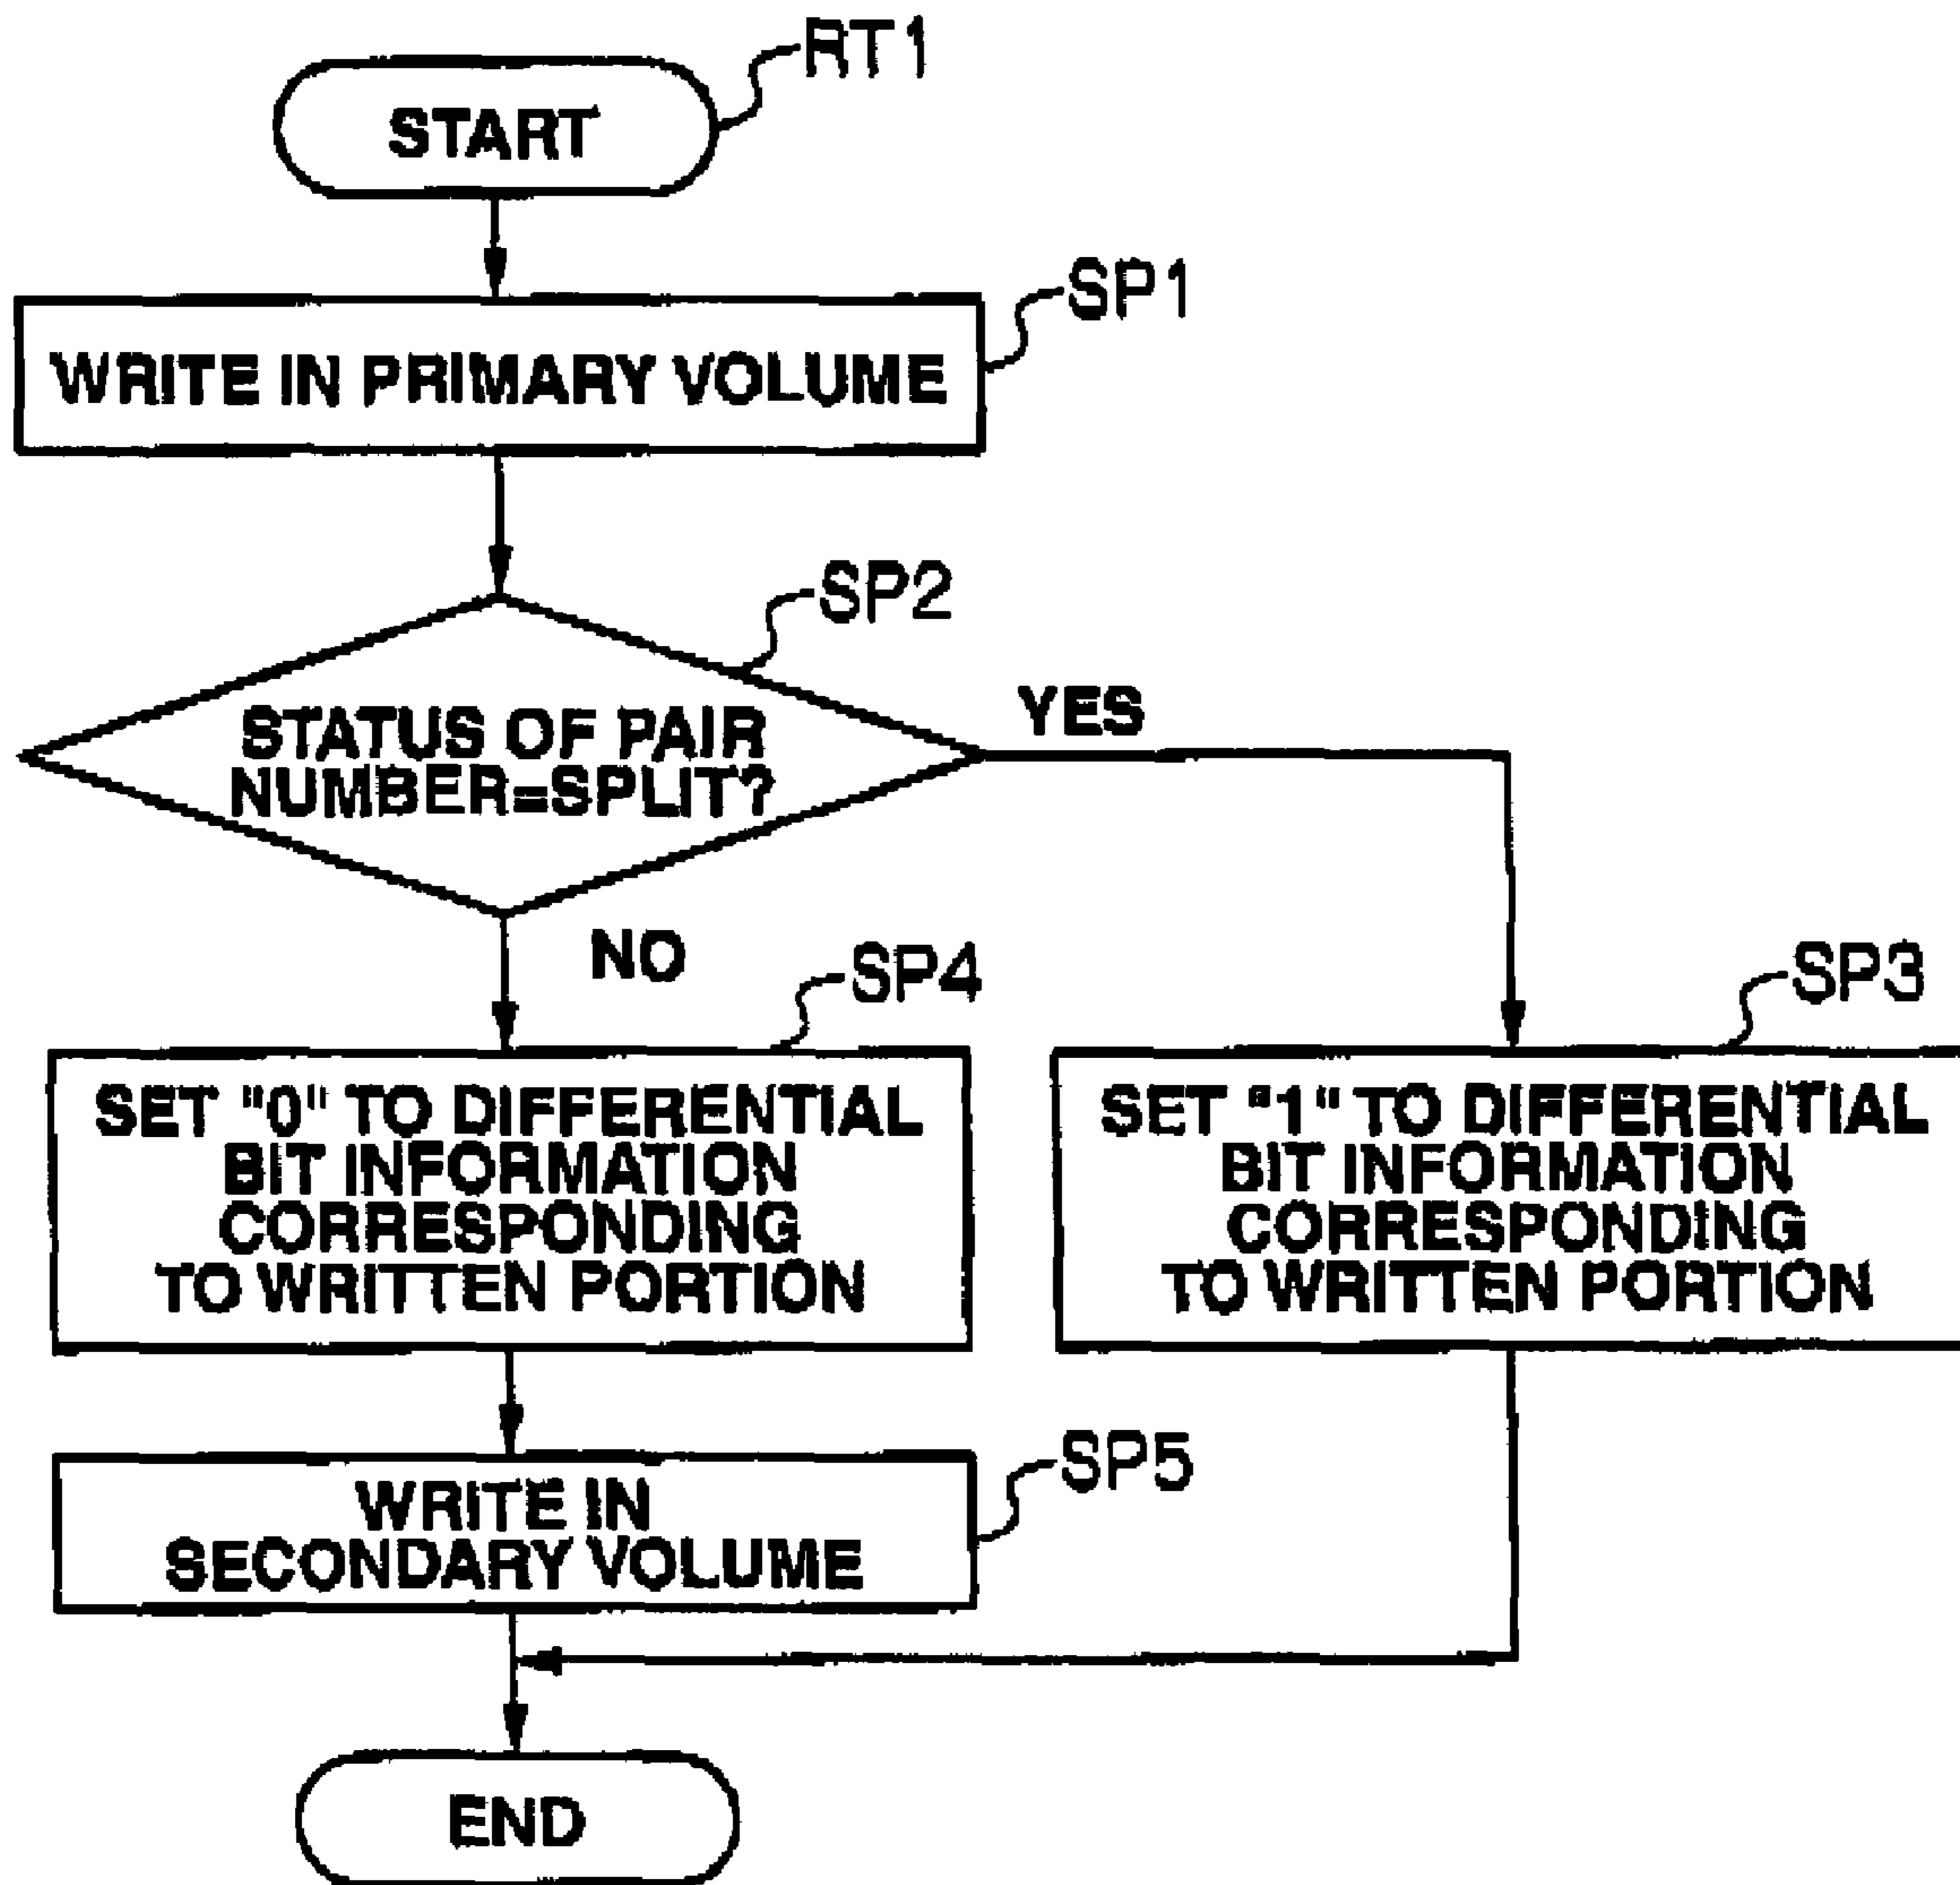 RT1
START
SP1
WRITE IN PRIMARY VOLUME
SP2
STATUS OF PAIR
NUMBER=SPLIT?
YES
NO
SP4
SP3
SET "0" TO DIFFERENTIAL
BIT INFORMATION
CORRESPONDING
TO WRITTEN PORTION
SET "1" TO DIFFERENTIAL
BIT INFORMATION
CORRESPONDING
TO WRITTEN PORTION
SP5
WRITE IN
SECONDARY VOLUME
END